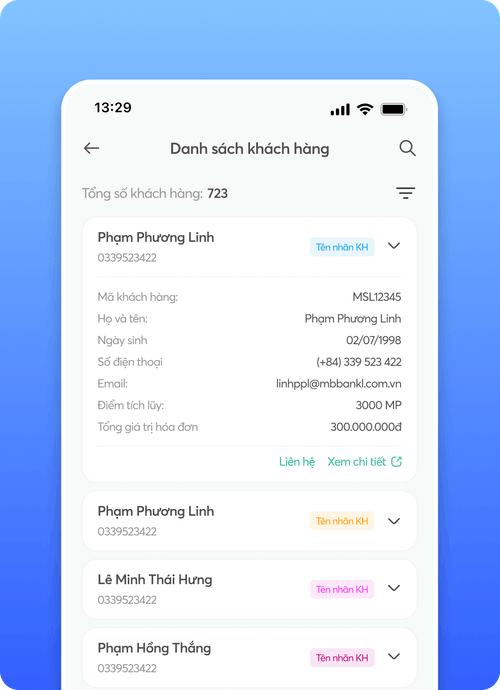 13:29
Danh sách khách hàng
Tổng số khách hàng: 723
Phạm Phương Linh
Tên nhãn KH
0339523422
Mã khách hàng: MSL12345
Họ và tên: Phạm Phương Linh
Ngày sinh 02/07/1998
Số điện thoại (+84) 339 523 422
Email: linhppl@mbbankl.com.vn
Điểm tích lũy: 3000 MP
Tổng giá trị hóa đơn 300.000.000đ
Liên hệ Xem chi tiết
Phạm Phương Linh
Tên nhãn KH
0339523422
Lê Minh Thái Hưng
Tên nhãn KH
0339523422
Phạm Hồng Thắng
Tên nhãn KH
0339523422